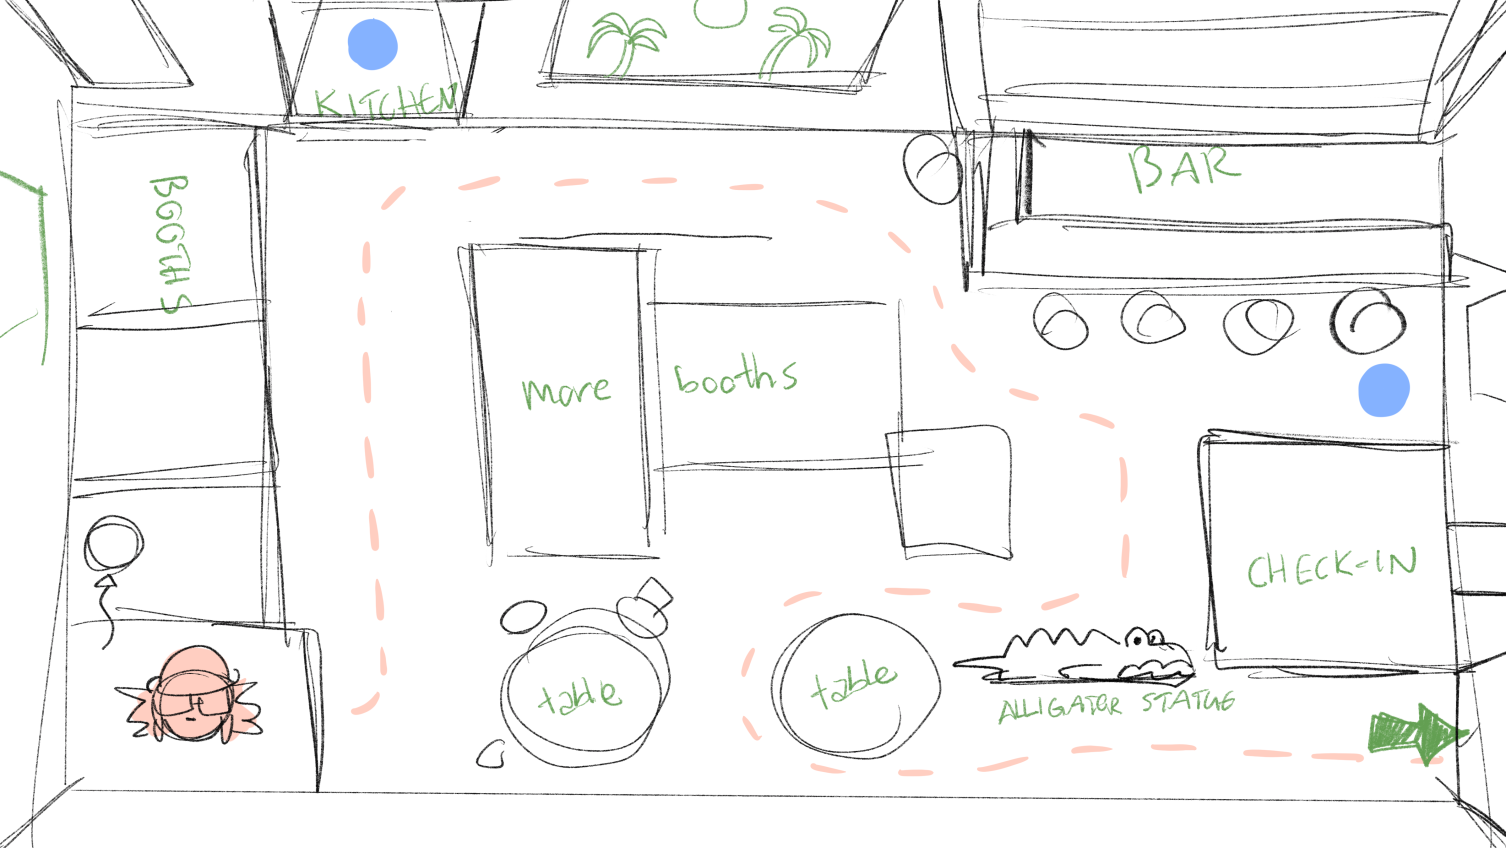 KITCHEN
BOOTHS
BAR
more booths
CHECK-IN
table
table
ALLIGATOR STATUE